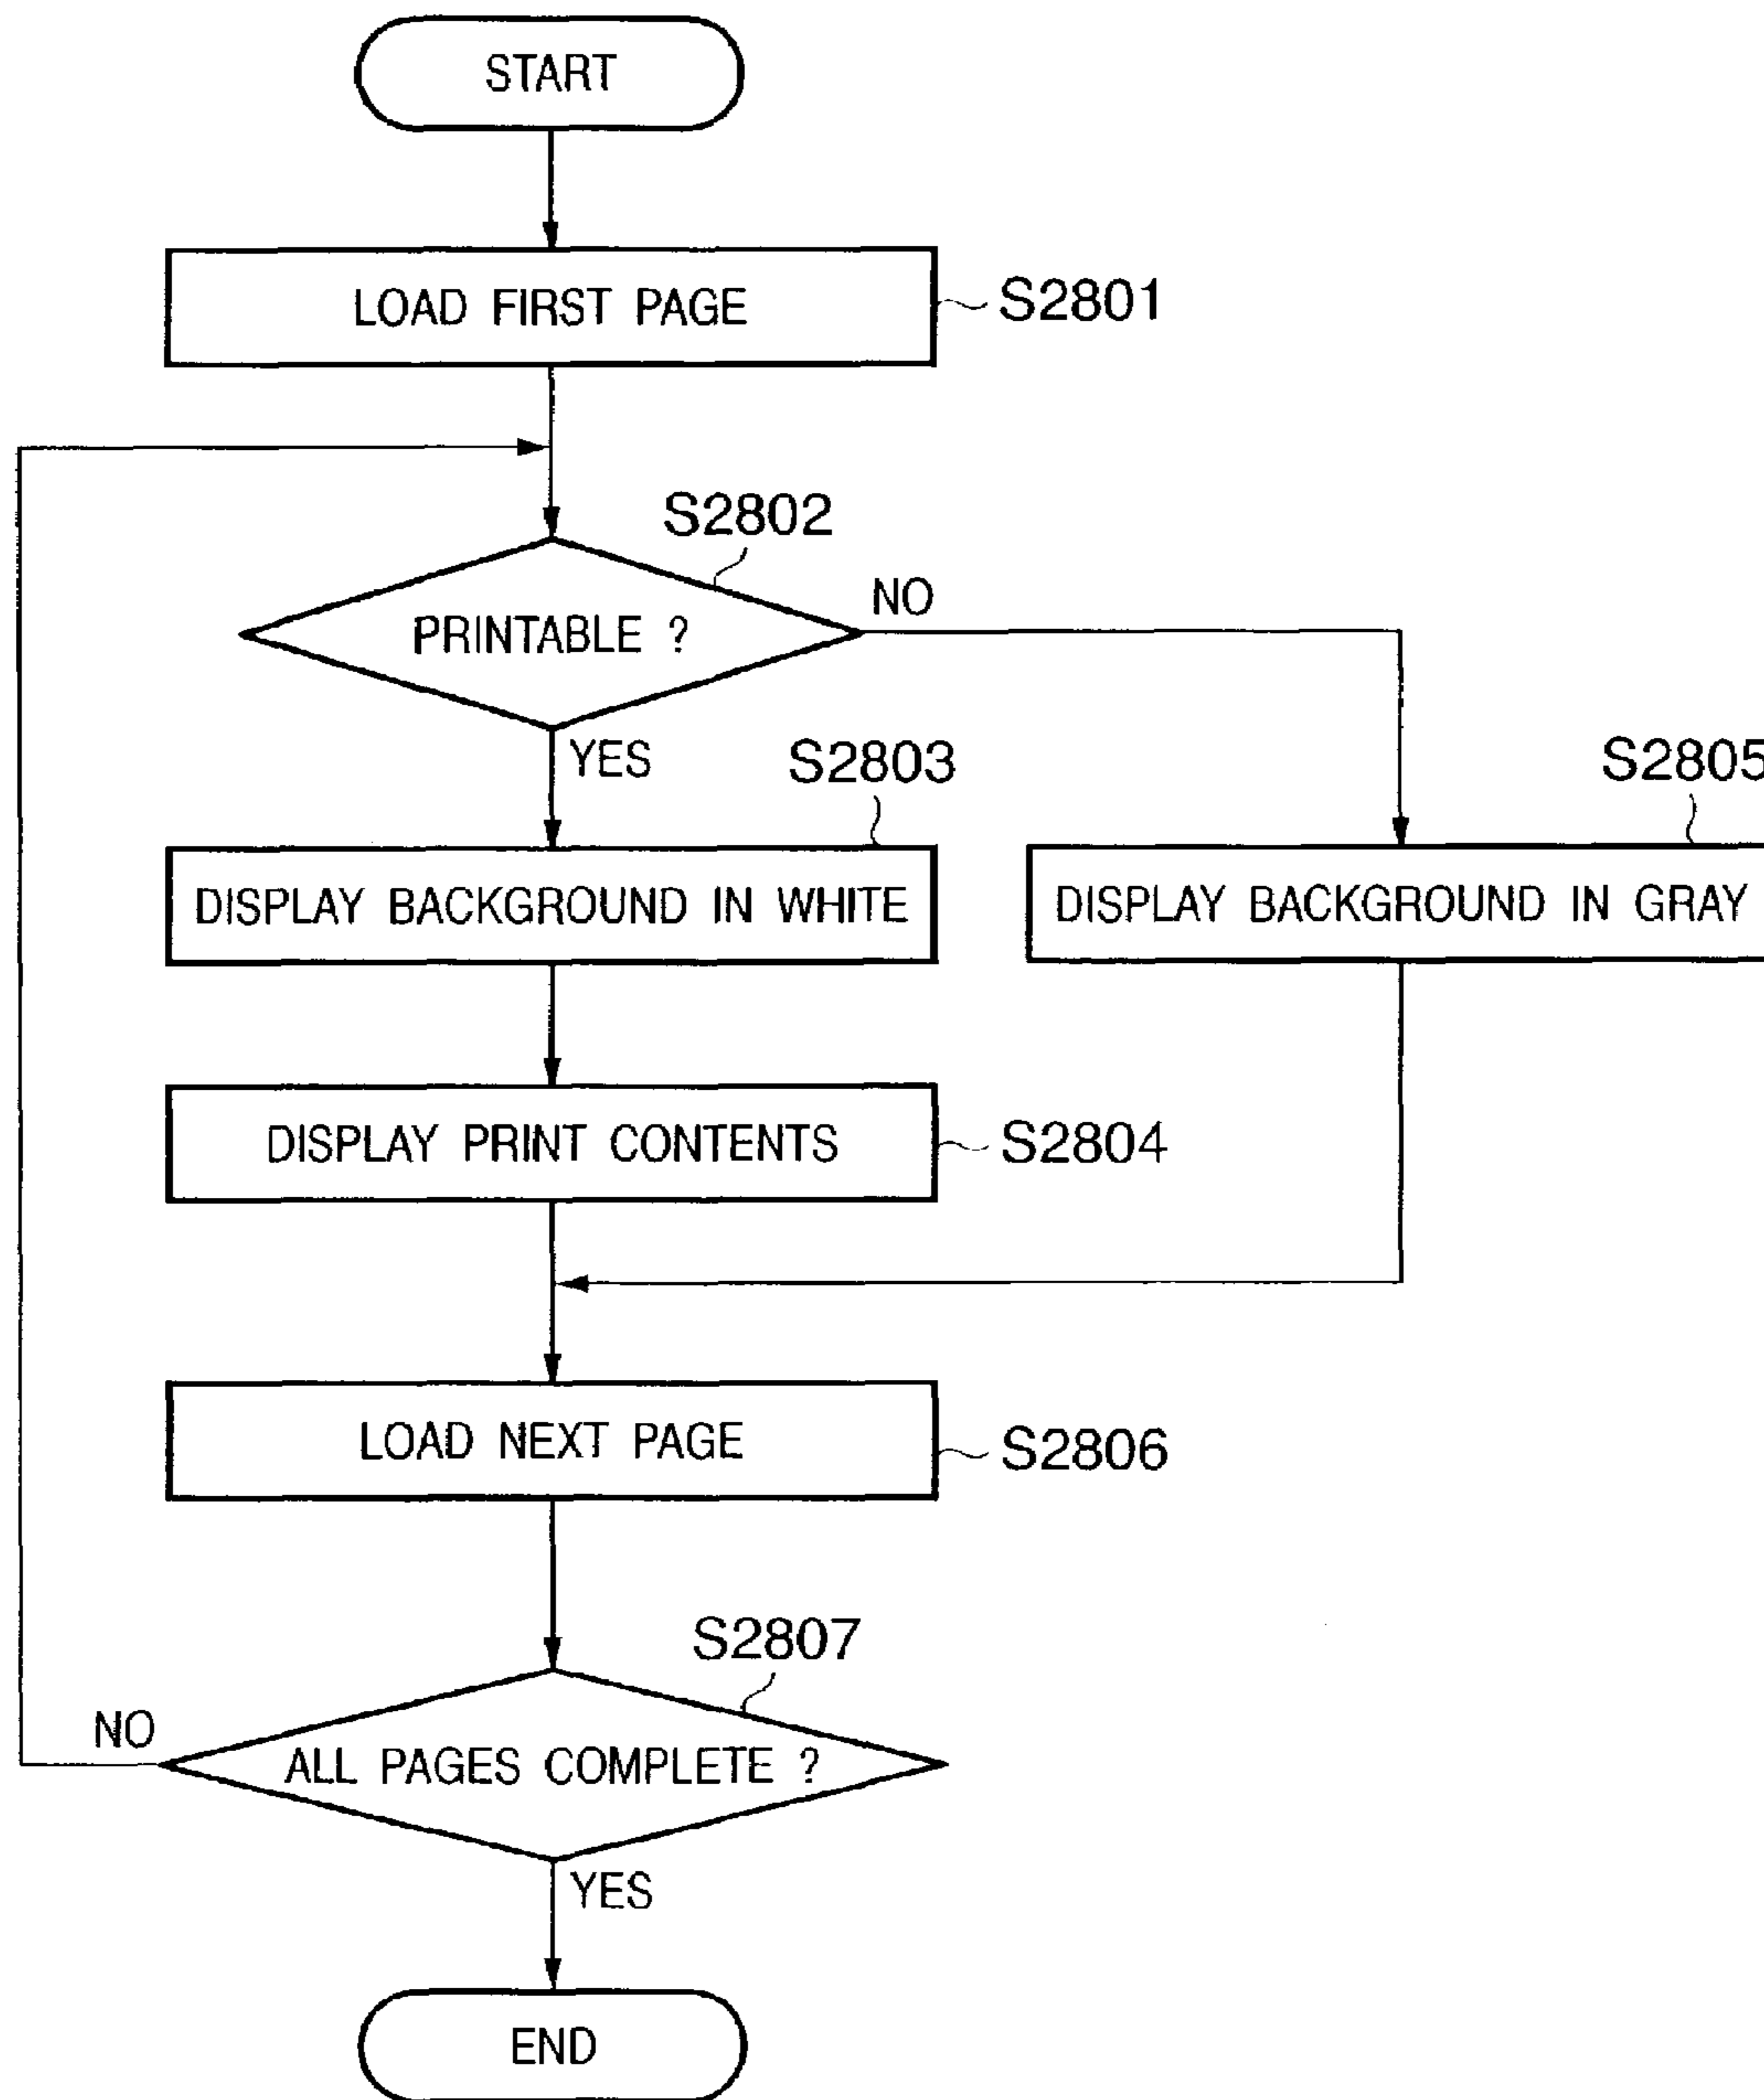 START
LOAD FIRST PAGE
S2801
S2802
PRINTABLE ?
NO
YES
S2803
S2805
DISPLAY BACKGROUND IN WHITE
DISPLAY BACKGROUND IN GRAY
DISPLAY PRINT CONTENTS
S2804
LOAD NEXT PAGE
S2806
S2807
NO
ALL PAGES COMPLETE ?
YES
END